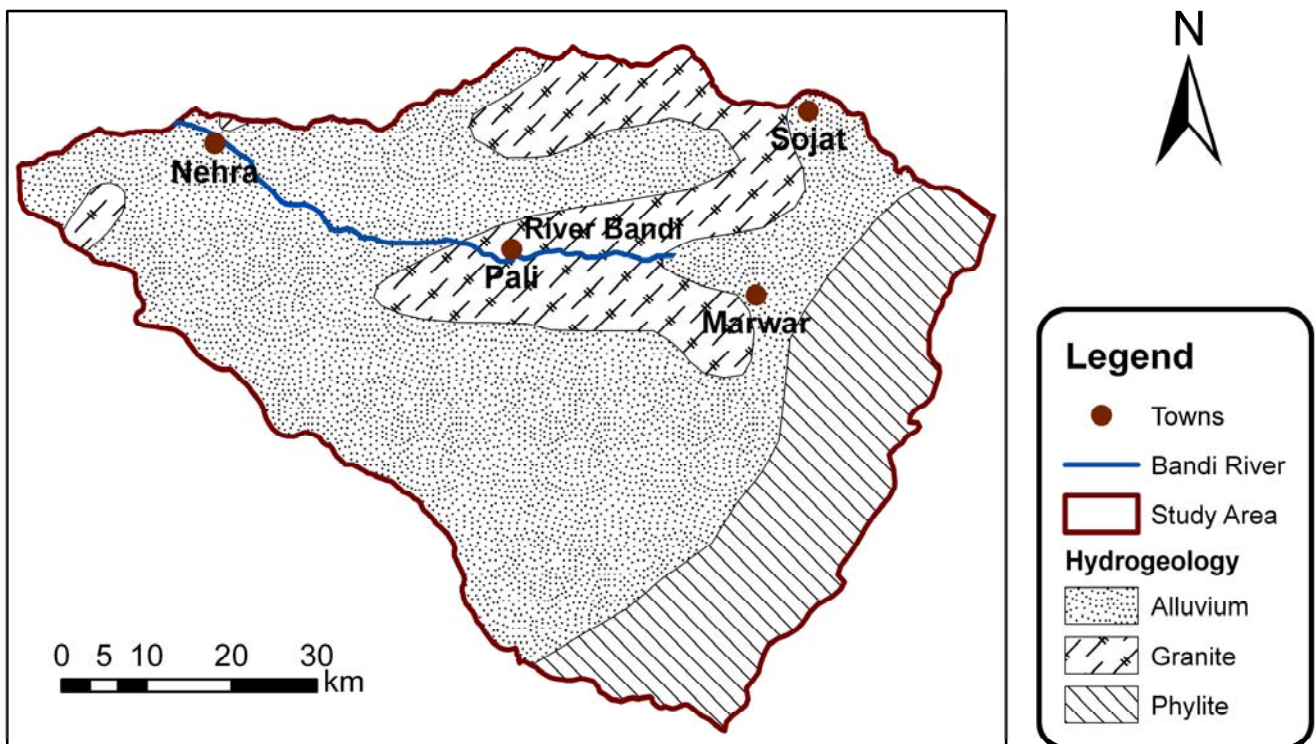 N
Sojat
Nehra
River Bandi
Pali
Marwar
0 5 10 20 30
km
Legend
Towns
Bandi River
Study Area
Hydrogeology
Alluvium
Granite
Phylite